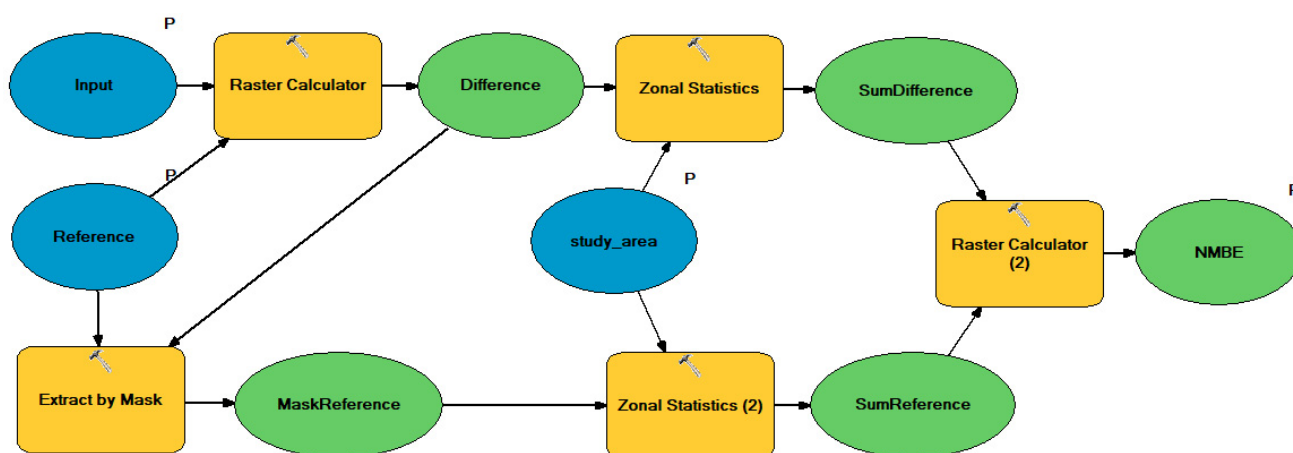 P
Input
Raster Calculator
Difference
Zonal Statistics
SumDifference
P
P
P
Reference
study_area
Raster Calculator
(2)
NMBE
Extract by Mask
MaskReference
Zonal Statistics (2)
SumReference